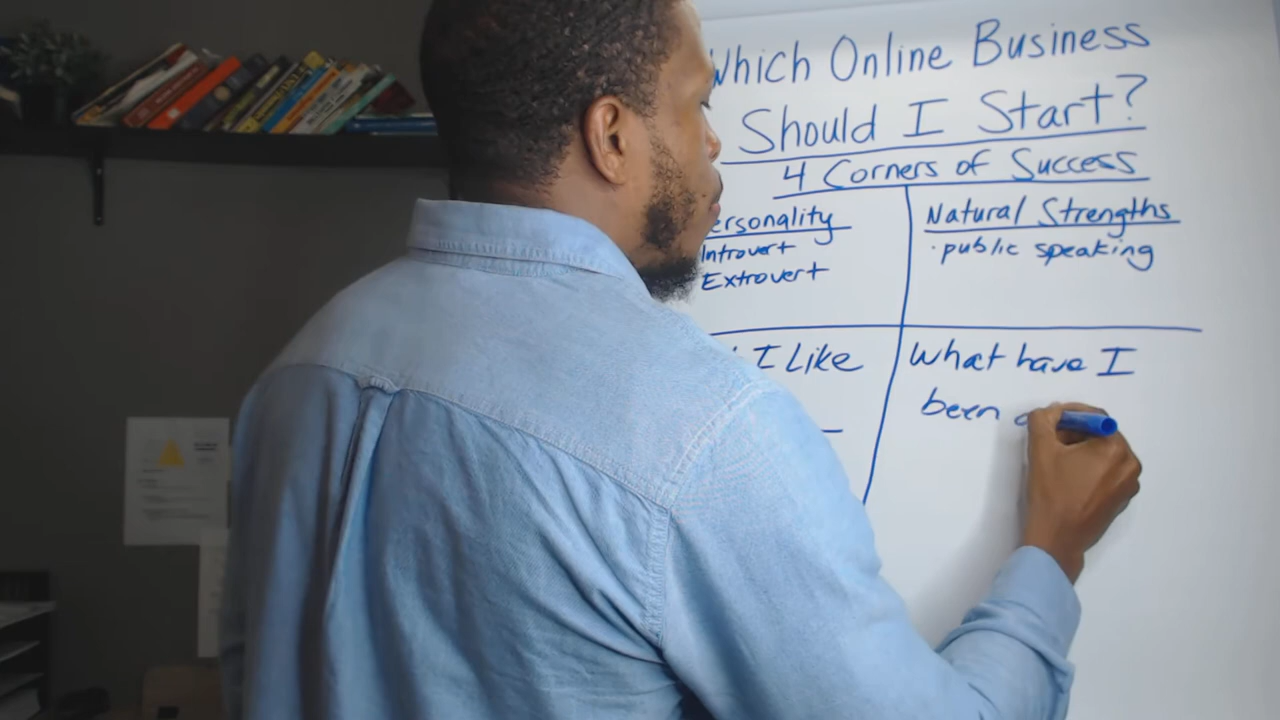 Which Online Business
Should I Start?
4 Corners of Success
ersonality
Introvert
Extrovert
Natural Strengths
· public speaking
I Like
What have I
been